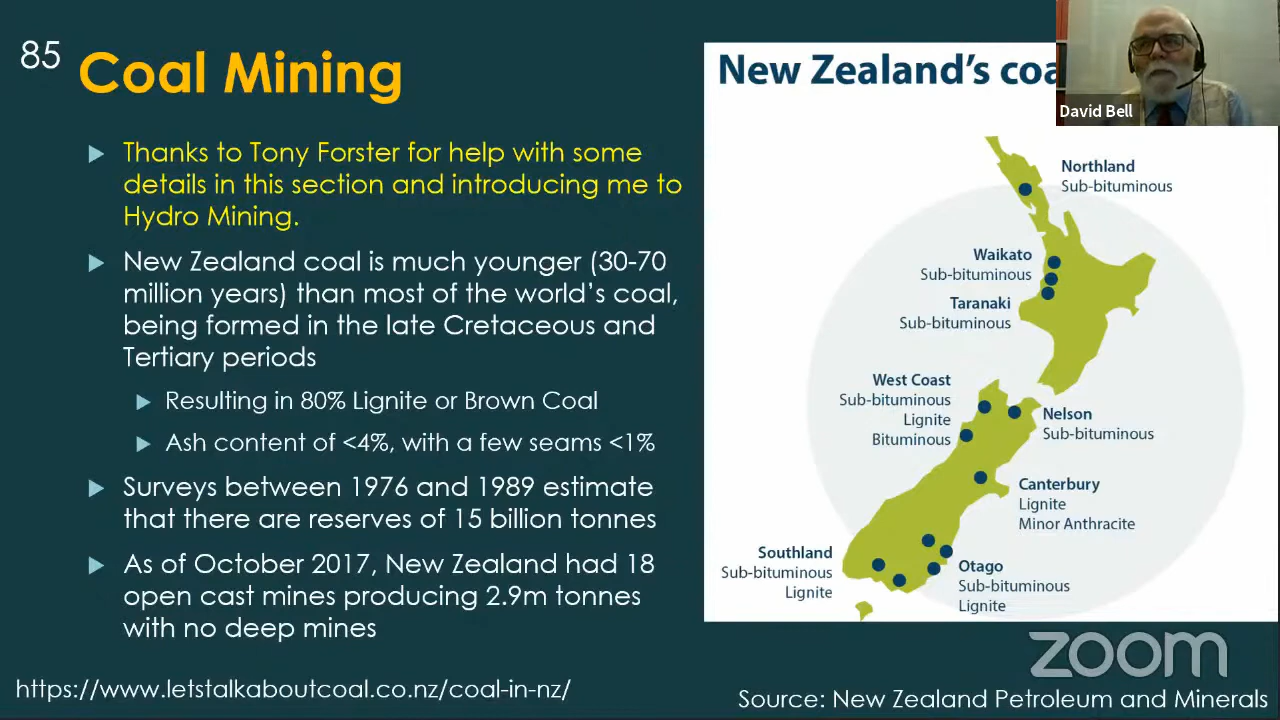 85
Coal Mining
Thanks to Tony Forster for help with some
details in this section and introducing me to
Hydro Mining.
New Zealand coal is much younger (30-70
million years) than most of the world's coal,
being formed in the late Cretaceous and
Tertiary periods
Resulting in 80% Lignite or Brown Coal
Ash content of <4%, with a few seams <1%
Surveys between 1976 and 1989 estimate
that there are reserves of 15 billion tonnes
As of October 2017, New Zealand had 18
open cast mines producing 2.9m tonnes
with no deep mines
https://www.letstalkaboutcoal.co.nz/coal-in-nz/
New Zealand's coa
David Bell
Northland
Sub-bituminous
Waikato
Sub-bituminous
Taranaki
Sub-bituminous
West Coast
Sub-bituminous
Lignite
Bituminous
Nelson
Sub-bituminous
Canterbury
Lignite
Minor Anthracite
Southland
Sub-bituminous
Lignite
Otago
Sub-bituminous
Lignite
zoom
Source: New Zealand Petroleum and Minerals